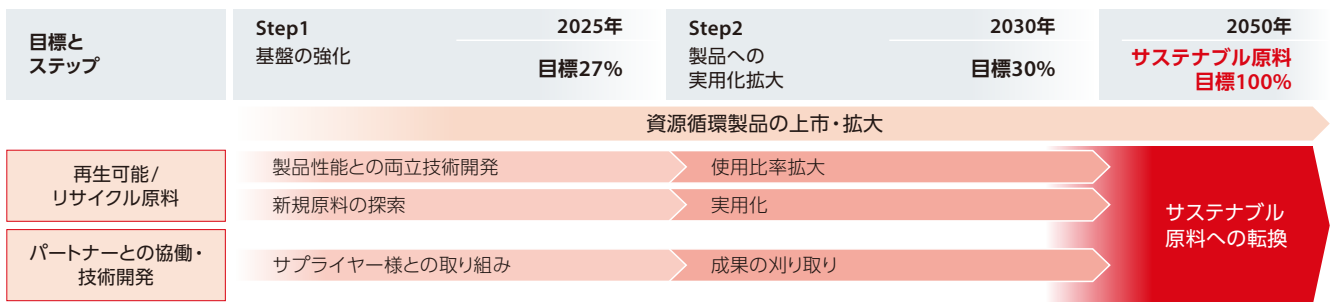 目標と
ステップ
Step1
基盤の強化
2025年
目標27%
Step2
製品への
実用化拡大
2030年
目標30%
2050年
サステナブル原料
目標100%
資源循環製品の上市・拡大
再生可能/
リサイクル原料
製品性能との両立技術開発
使用比率拡大
新規原料の探索
実用化
パートナーとの協働・
技術開発
サプライヤー様との取り組み
成果の刈り取り
サステナブル
原料への転換